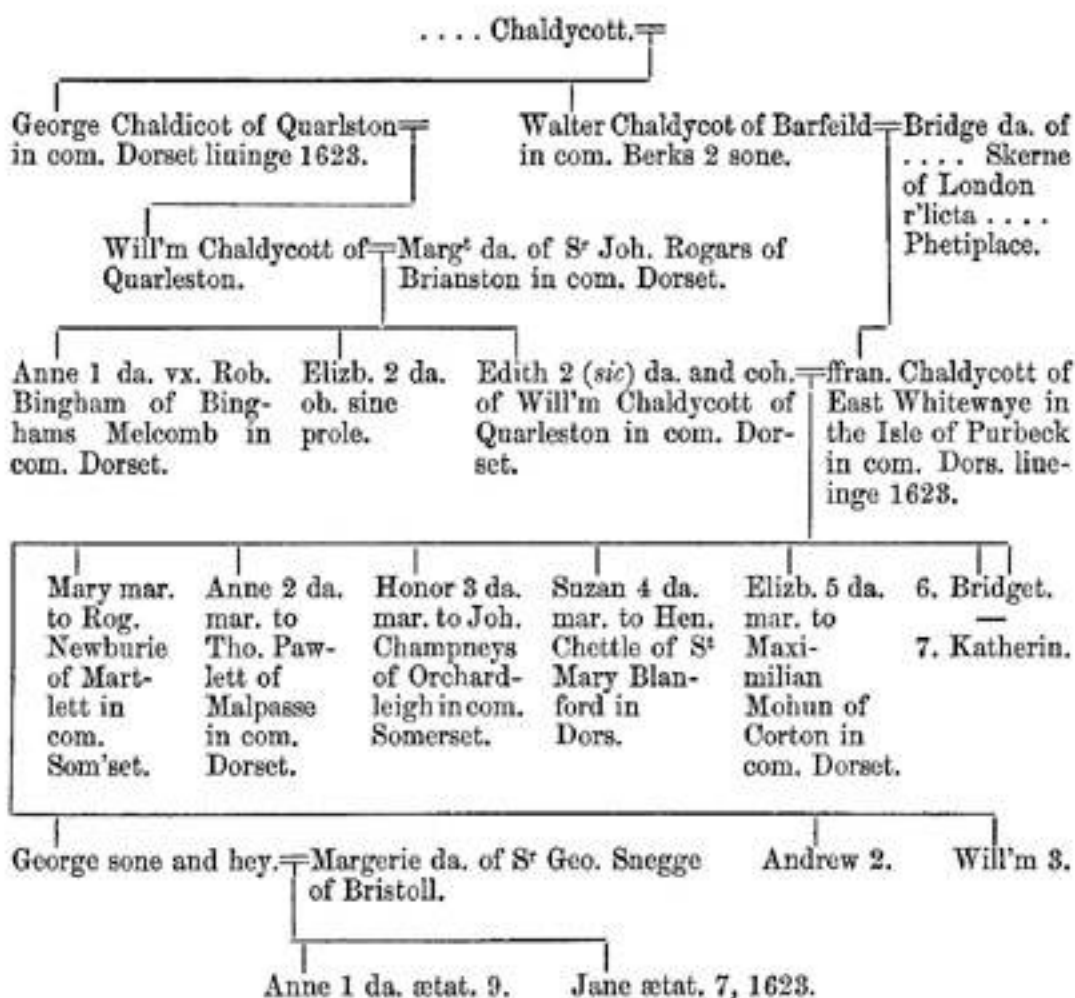 . . . . Chaldycott.
George Chaldicot of Quarlston
in com. Dorset liuinge 1623.
Walter Chaldycot of Barfeild
in com. Berks 2 sone.
Bridge da. of
. . . . Skerne
of London
r'licta . . . .
Phetiplace.
Will'm Chaldycott of
Quarleston.
Margᵗ da. of Sʳ Joh. Rogars of
Brianston in com. Dorset.
Anne 1 da. vx. Rob.
Bingham of Bing-
hams Melcomb in
com. Dorset.
Elizb. 2 da.
ob. sine
prole.
Edith 2 (sic) da. and coh.
of Will'm Chaldycott of
Quarleston in com. Dor-
set.
ffran. Chaldycott of
East Whitewaye in
the Isle of Purbeck
in com. Dors. liue-
inge 1623.
Mary mar.
to Rog.
Newburie
of Mart-
lett in
com.
Som'set.
Anne 2 da.
mar. to
Tho. Paw-
lett of
Malpasse
in com.
Dorset.
Honor 3 da.
mar. to Joh.
Champneys
of Orchard-
leigh in com.
Somerset.
Suzan 4 da.
mar. to Hen.
Chettle of Sᵗ
Mary Blan-
ford in
Dors.
Elizb. 5 da.
mar. to
Maxi-
milian
Mohun of
Corton in
com. Dorset.
6. Bridget.
—
7. Katherin.
George sone and hey.
Margerie da. of Sʳ Geo. Snegge
of Bristoll.
Andrew 2.
Will'm 3.
Anne 1 da. ætat. 9.
Jane ætat. 7, 1623.